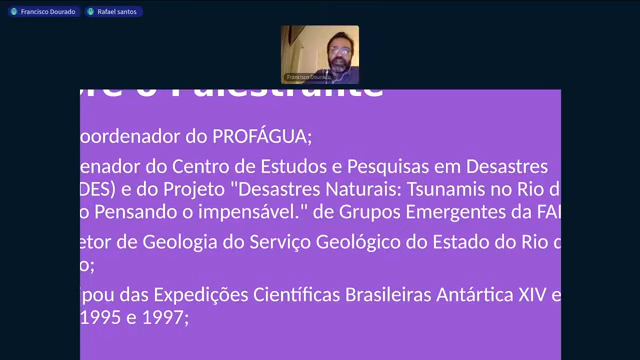 Francisco Dourado Rafael santos
Francisco Dourado
o Palestrante
oordenador do PROFÁGUA;
enador do Centro de Estudos e Pesquisas em Desastres
DES) e do Projeto "Desastres Naturais: Tsunamis no Rio d
o Pensando o impensável." de Grupos Emergentes da FA
etor de Geologia do Serviço Geológico do Estado do Rio d
o;
ipou das Expedições Científicas Brasileiras Antártica XIV e
1995 e 1997;